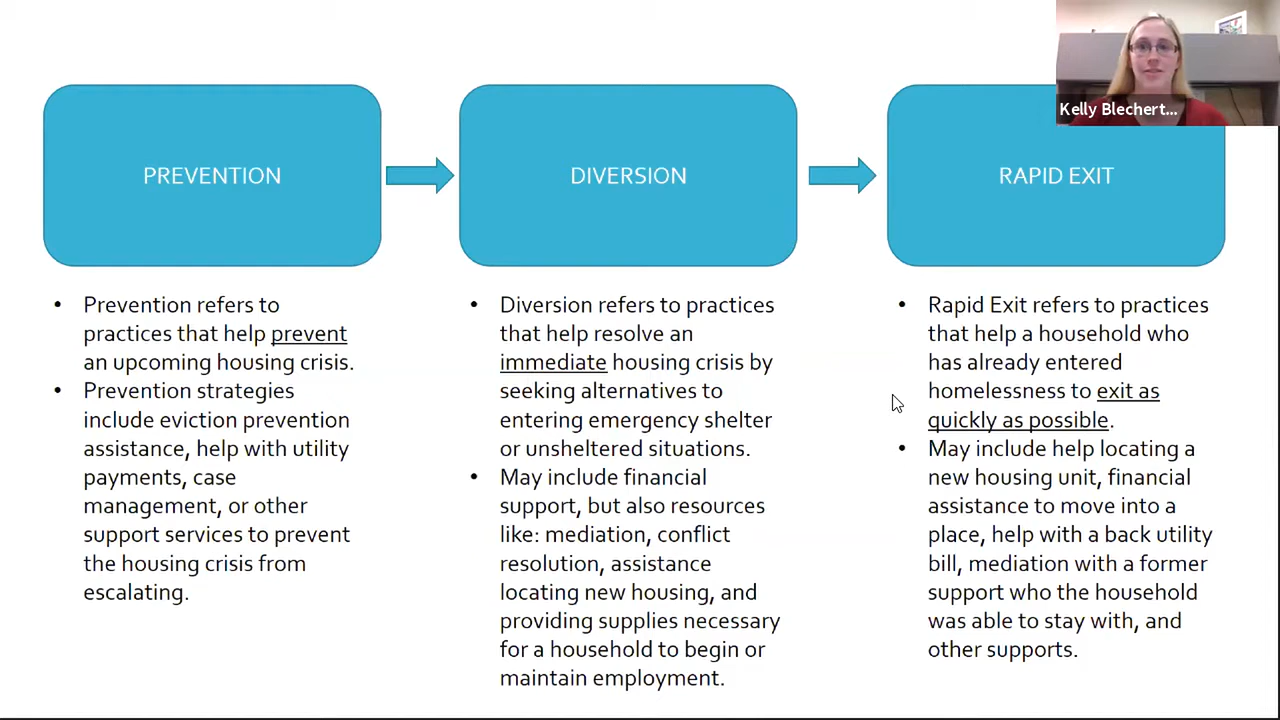 Kelly Blechert...
PREVENTION
DIVERSION
RAPID EXIT
• Prevention refers to
practices that help prevent
an upcoming housing crisis.
• Prevention strategies
include eviction prevention
assistance, help with utility
payments, case
management, or other
support services to prevent
the housing crisis from
escalating.
• Diversion refers to practices
that help resolve an
immediate housing crisis by
seeking alternatives to
entering emergency shelter
or unsheltered situations.
• May include financial
support, but also resources
like: mediation, conflict
resolution, assistance
locating new housing, and
providing supplies necessary
for a household to begin or
maintain employment.
• Rapid Exit refers to practices
that help a household who
has already entered
homelessness to exit as
quickly as possible.
• May include help locating a
new housing unit, financial
assistance to move into a
place, help with a back utility
bill, mediation with a former
support who the household
was able to stay with, and
other supports.